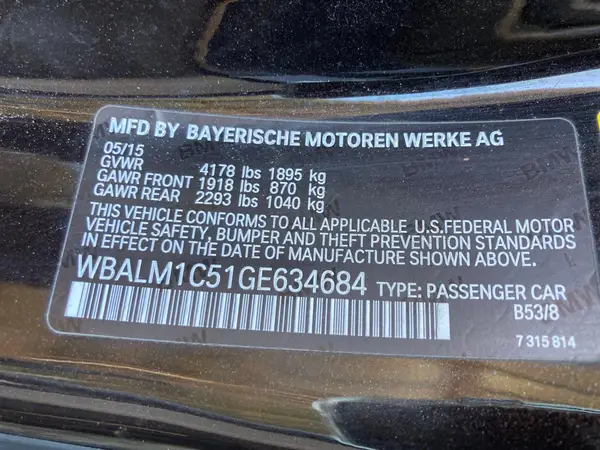 MFD BY BAYERISCHE MOTOREN WERKE AG
05/15
GVWR 4178 lbs 1895 kg
GAWR FRONT 1918 lbs 870 kg
GAWR REAR 2293 lbs 1040 kg
THIS VEHICLE CONFORMS TO ALL APPLICABLE U.S.FEDERAL MOTOR
VEHICLE SAFETY, BUMPER AND THEFT PREVENTION STANDARDS
IN EFFECT ON THE DATE OF MANUFACTURE SHOWN ABOVE.
WBALM1C51GE634684 TYPE: PASSENGER CAR
B53/8
7 315 814